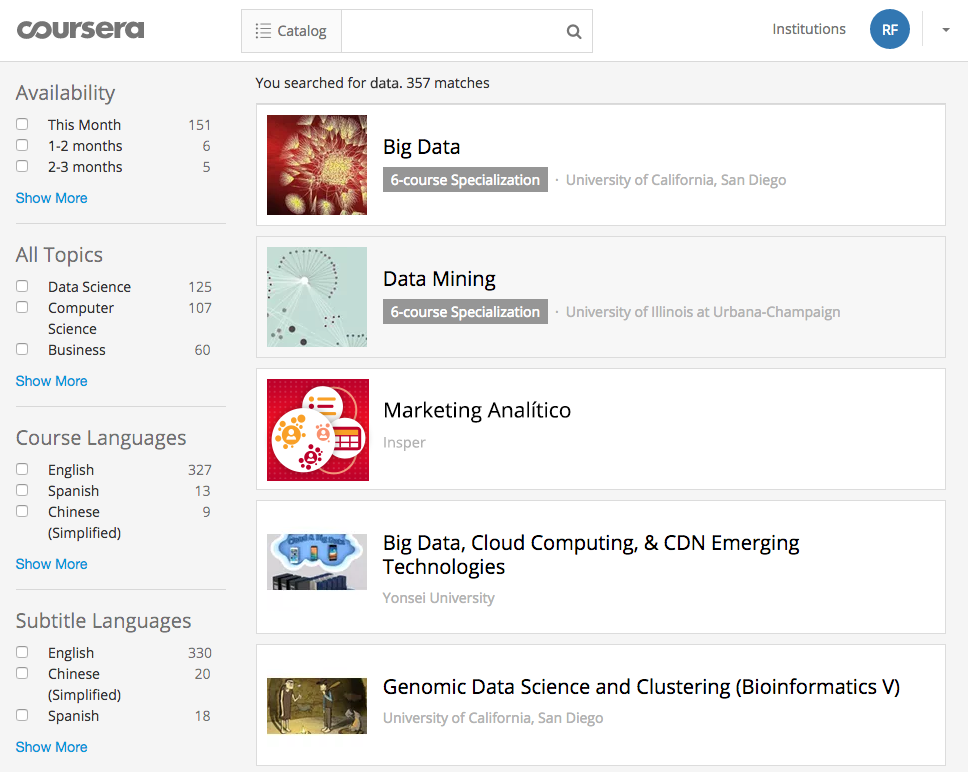 coursera
Catalog
Institutions
RF
You searched for data. 357 matches
Availability
This Month 151
1-2 months 6
2-3 months 5
Show More
All Topics
Data Science 125
Computer 107
Science
Business 60
Show More
Course Languages
English 327
Spanish 13
Chinese 9
(Simplified)
Show More
Subtitle Languages
English 330
Chinese 20
(Simplified)
Spanish 18
Show More
Big Data
6-course Specialization · University of California, San Diego
Data Mining
6-course Specialization · University of Illinois at Urbana-Champaign
Marketing Analítico
Insper
Cloud & Big Data
Big Data, Cloud Computing, & CDN Emerging
Technologies
Yonsei University
Genomic Data Science and Clustering (Bioinformatics V)
University of California, San Diego